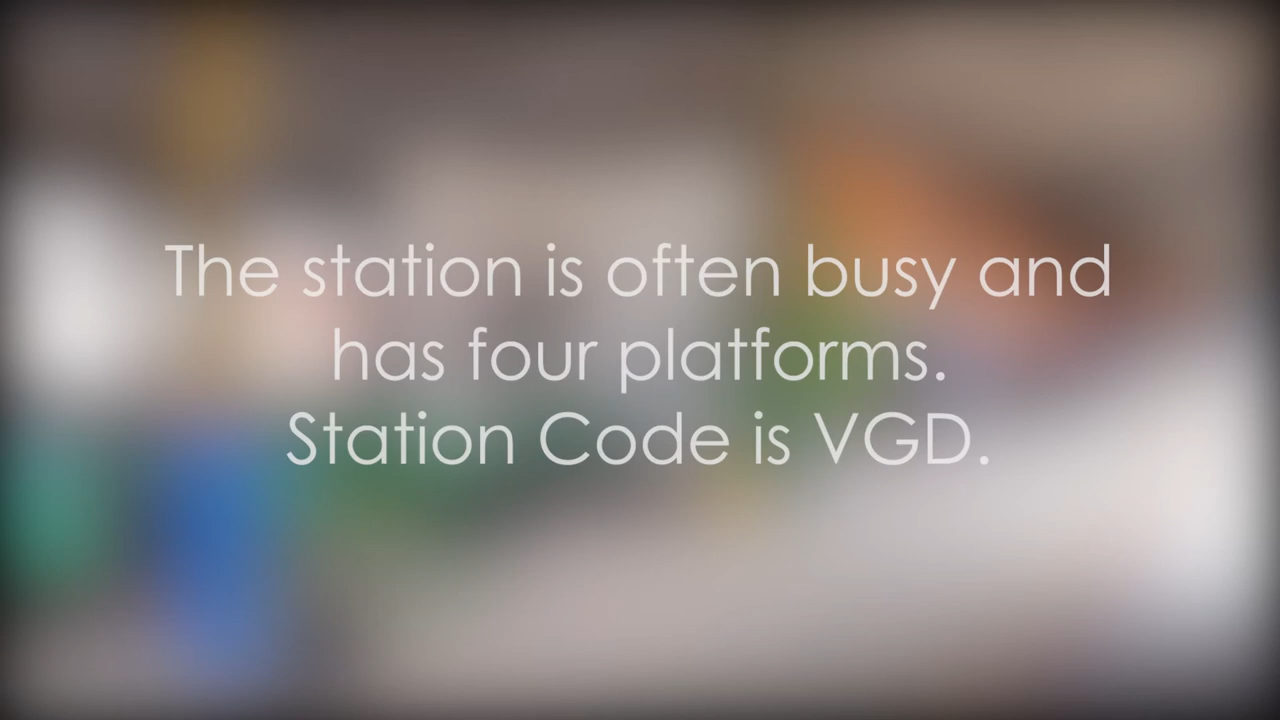 The station is often busy and
has four platforms.
Station Code is VGD.